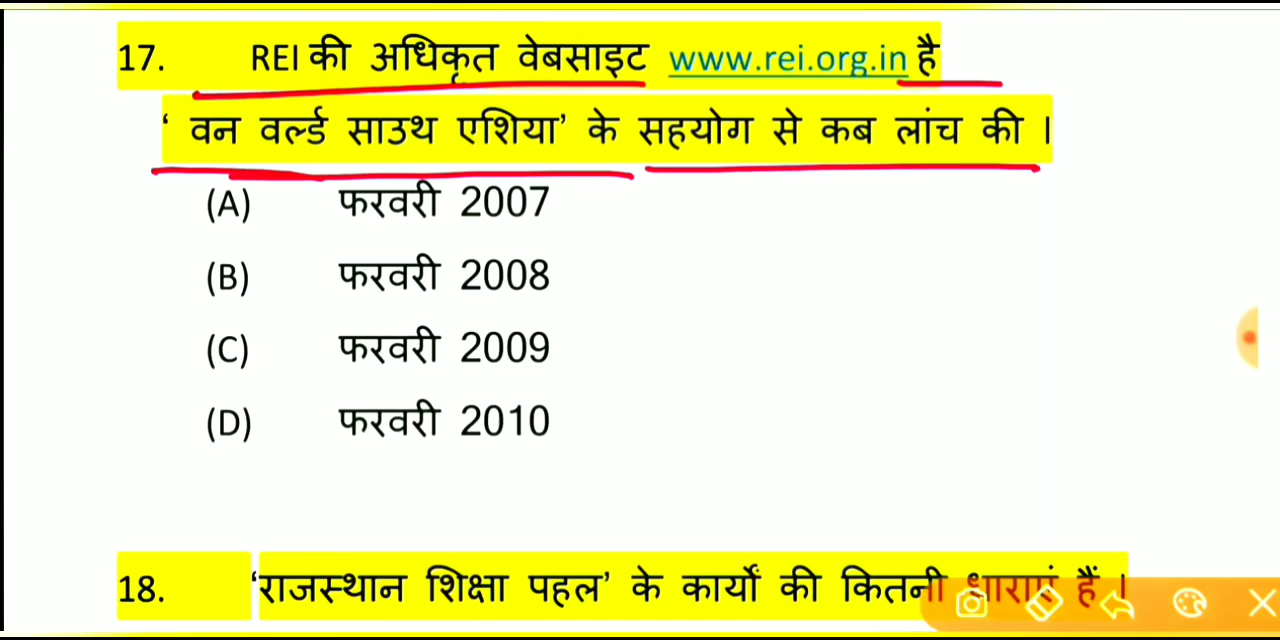 17. REI की अधिकृत वेबसाइट www.rei.org.in है
' वन वर्ल्ड साउथ एशिया' के सहयोग से कब लांच की ।
(A) फरवरी 2007
(B) फरवरी 2008
(C) फरवरी 2009
(D) फरवरी 2010
18. 'राजस्थान शिक्षा पहल' के कार्यों की कितनी धाराएं हैं ।